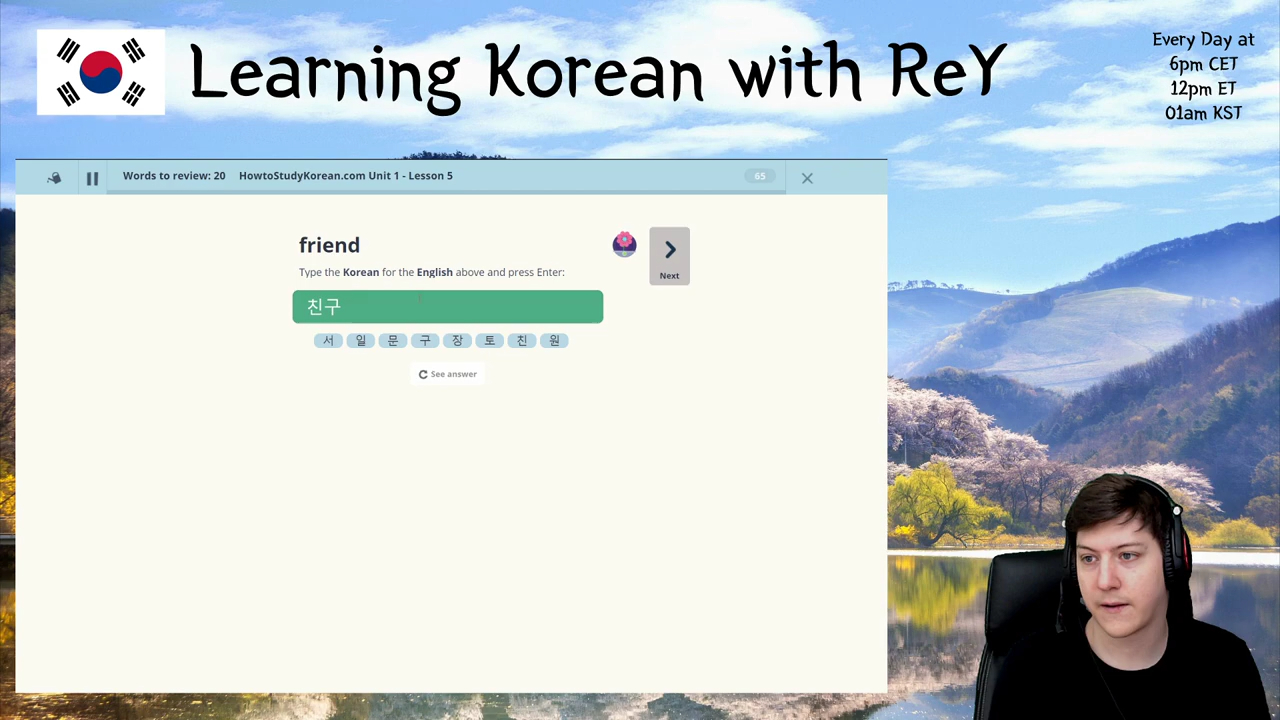 Learning Korean with ReY
Every Day at
6pm CET
12pm ET
01am KST
Words to review: 20 HowtoStudyKorean.com Unit 1 - Lesson 5 65
friend
Type the Korean for the English above and press Enter:
Next
친구
서 일 문 구 장 토 친 원
See answer